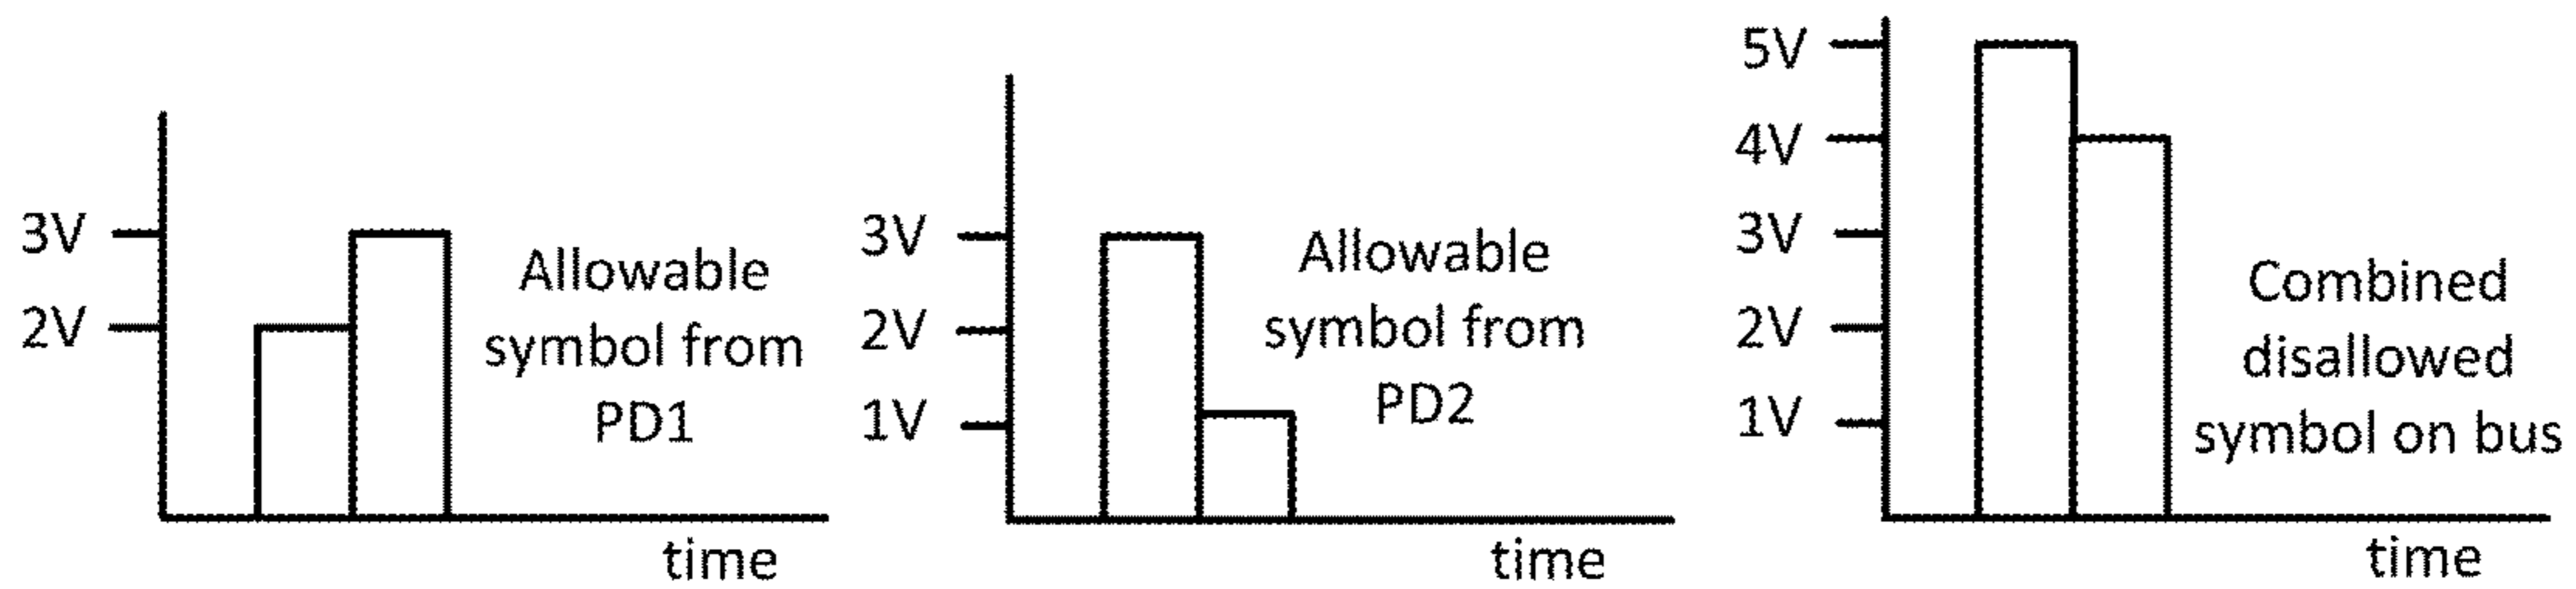 3V
2V
Allowable
symbol from
PD1
time
3V
2V
1V
Allowable
symbol from
PD2
time
5V
4V
3V
2V
1V
Combined
disallowed
symbol on bus
time